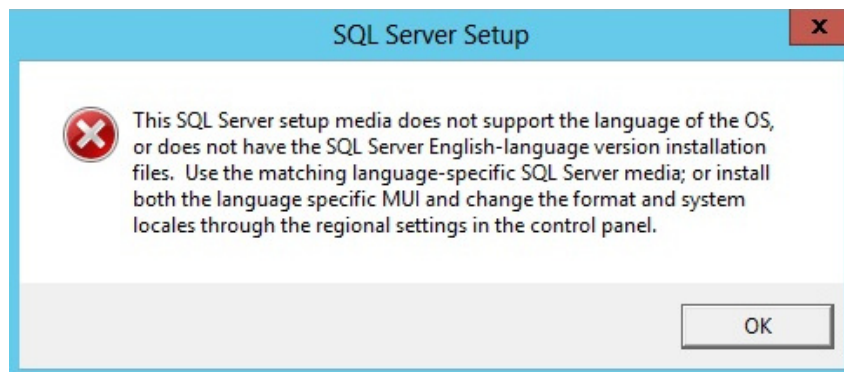 SQL Server Setup
x
This SQL Server setup media does not support the language of the OS,
or does not have the SQL Server English-language version installation
files.  Use the matching language-specific SQL Server media; or install
both the language specific MUI and change the format and system
locales through the regional settings in the control panel.
OK